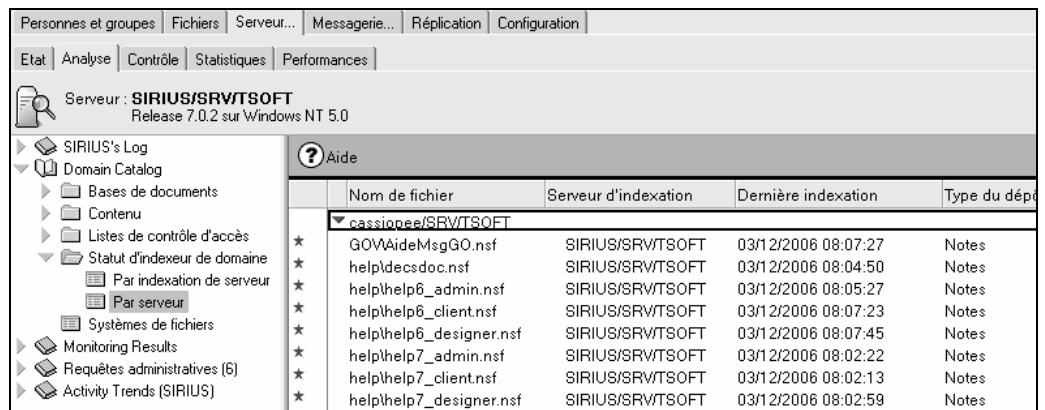 Personnes et groupes Fichiers Serveur... Messagerie... Réplication Configuration
Etat Analyse Contrôle Statistiques Performances
Serveur : SIRIUS/SRV/TSOFT
Release 7.0.2 sur Windows NT 5.0
SIRIUS's Log
Domain Catalog
Bases de documents
Contenu
Listes de contrôle d'accès
Statut d'indexeur de domaine
Par indexation de serveur
Par serveur
Systèmes de fichiers
Monitoring Results
Requêtes administratives (6)
Activity Trends (SIRIUS)
? Aide
Nom de fichier Serveur d'indexation Dernière indexation Type du dépô
cassiopee/SRV/TSOFT
GOV\AideMsgGO.nsf SIRIUS/SRV/TSOFT 03/12/2006 08:07:27 Notes
help\decsdoc.nsf SIRIUS/SRV/TSOFT 03/12/2006 08:04:50 Notes
help\help6_admin.nsf SIRIUS/SRV/TSOFT 03/12/2006 08:05:27 Notes
help\help6_client.nsf SIRIUS/SRV/TSOFT 03/12/2006 08:07:23 Notes
help\help6_designer.nsf SIRIUS/SRV/TSOFT 03/12/2006 08:07:45 Notes
help\help7_admin.nsf SIRIUS/SRV/TSOFT 03/12/2006 08:02:22 Notes
help\help7_client.nsf SIRIUS/SRV/TSOFT 03/12/2006 08:02:13 Notes
help\help7_designer.nsf SIRIUS/SRV/TSOFT 03/12/2006 08:02:59 Notes